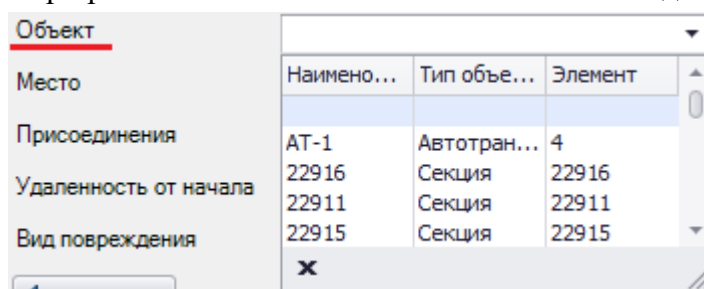 Объект
Место
Присоединения
Удаленность от начала
Вид повреждения
Наимено... Тип объе... Элемент
АТ-1 Автотран... 4
22916 Секция 22916
22911 Секция 22911
22915 Секция 22915
x